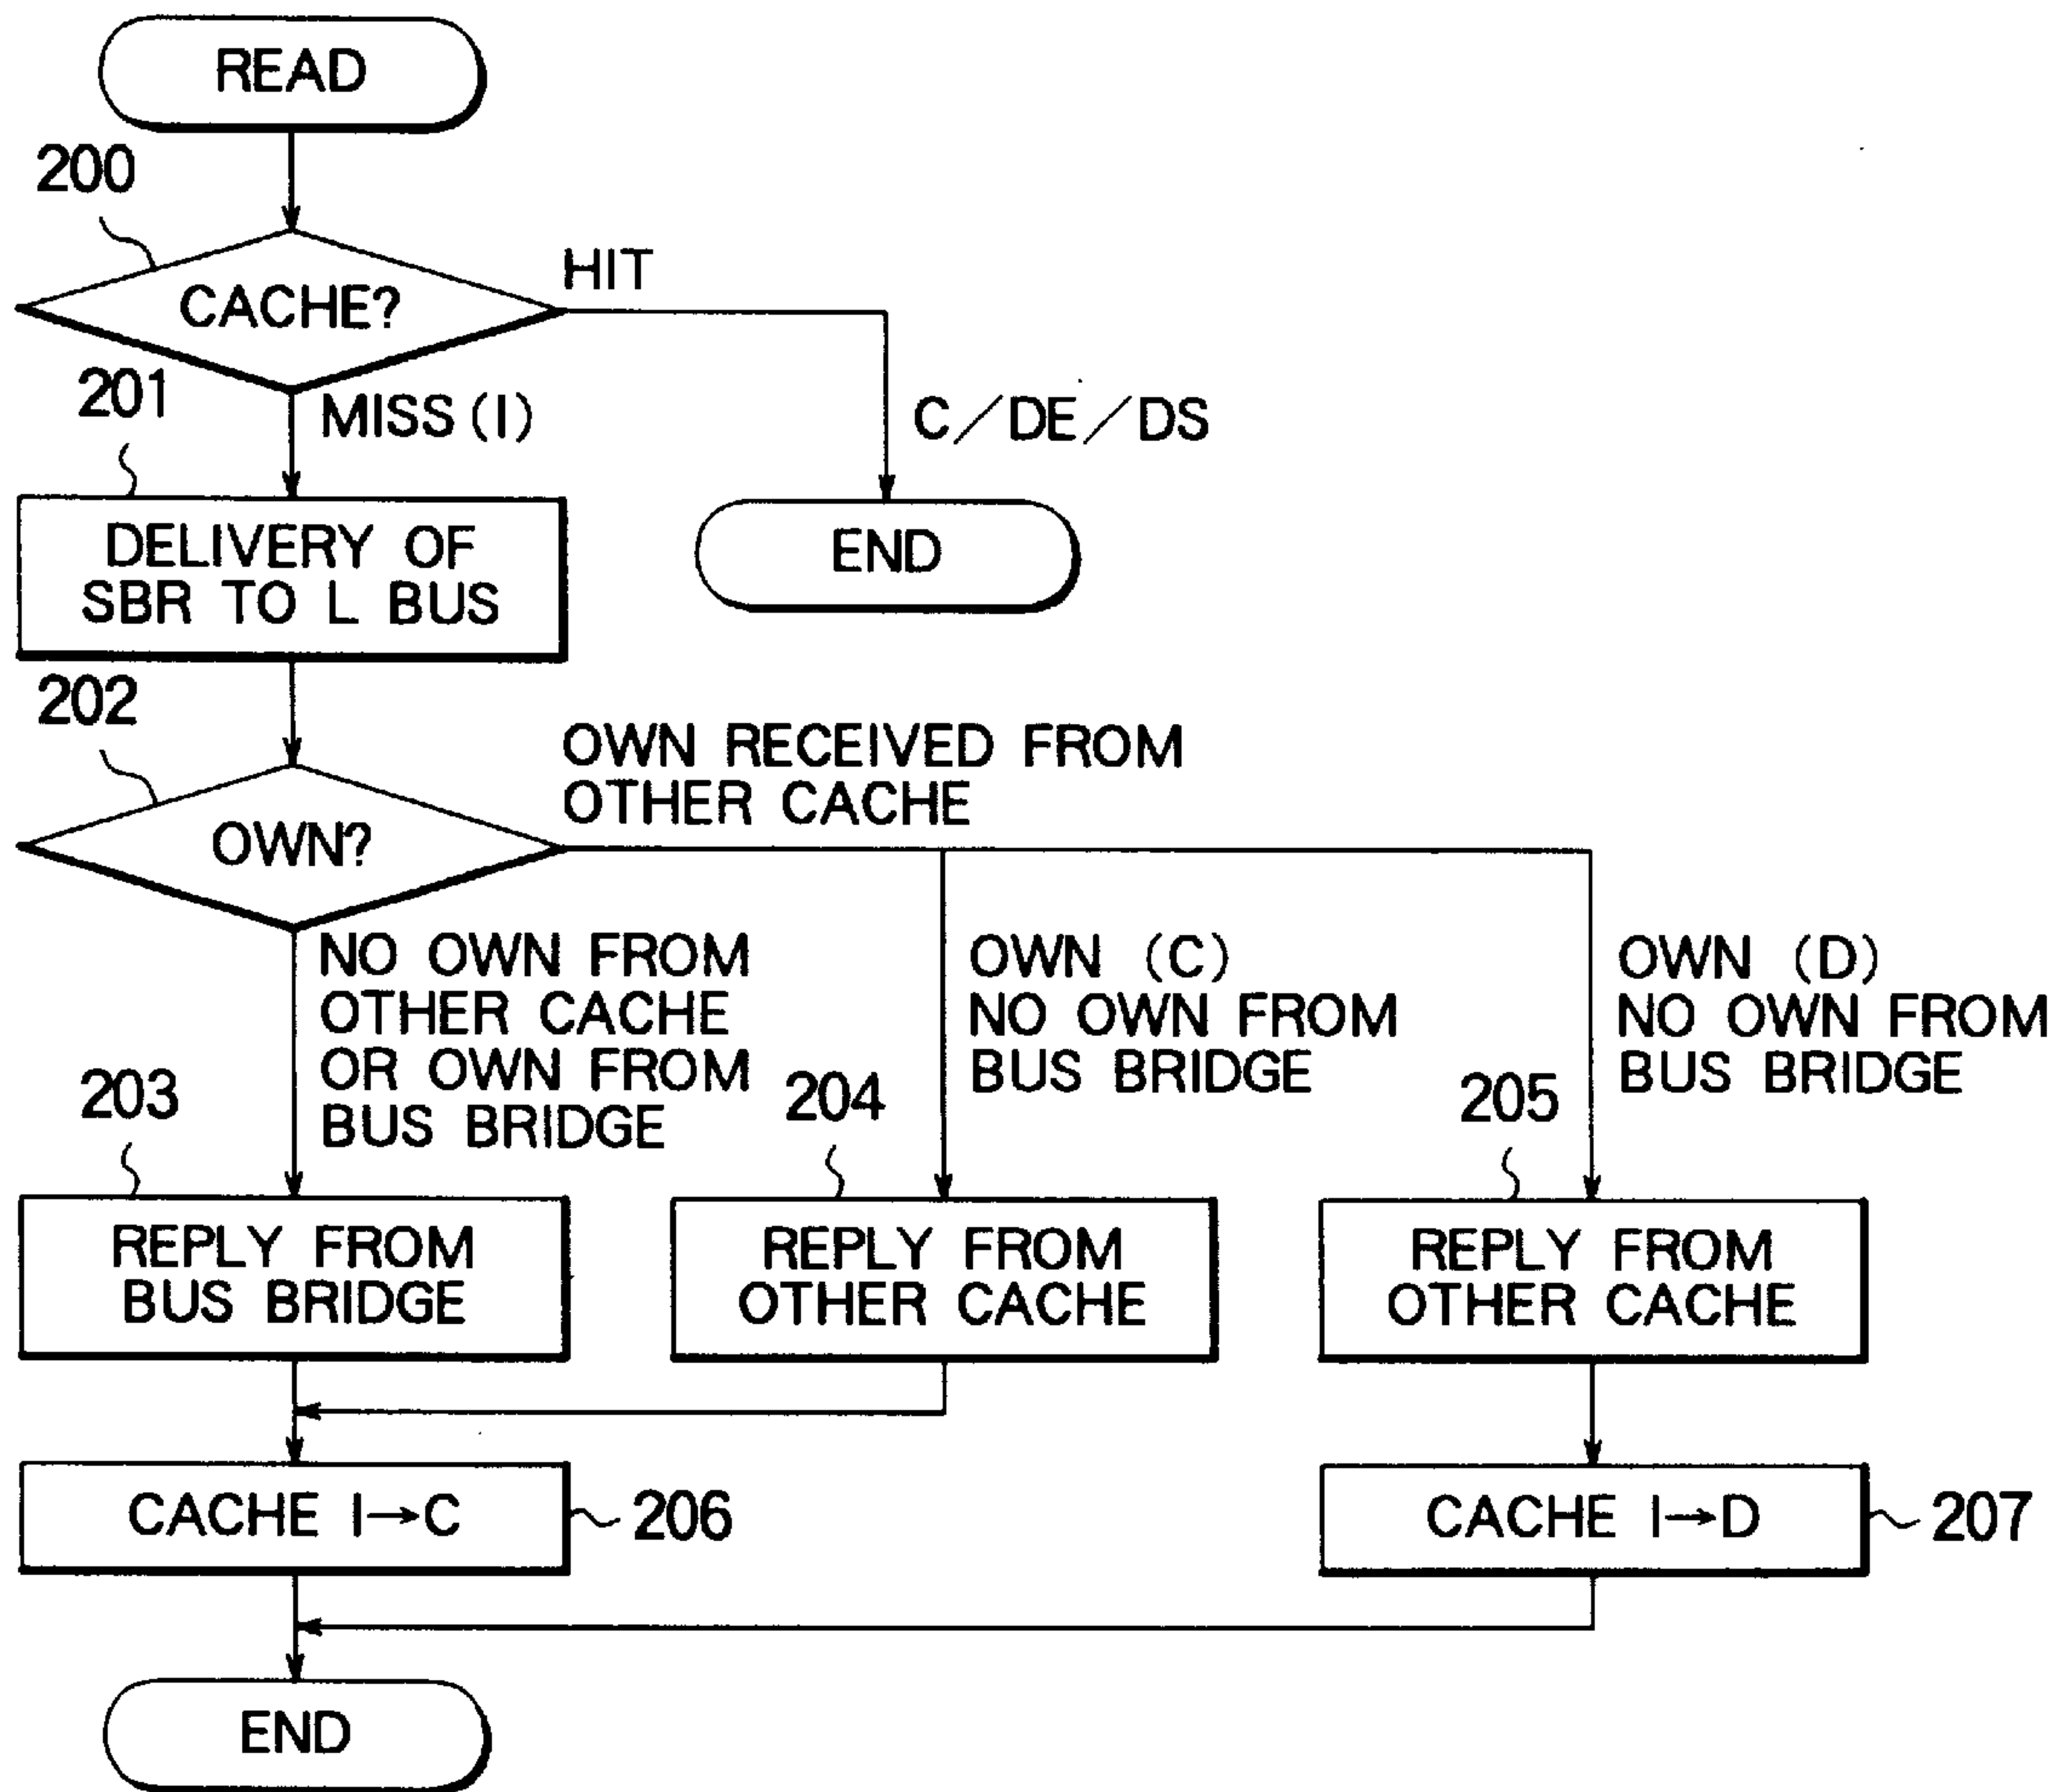 READ
200
CACHE?
HIT
201
MISS (I)
C/DE/DS
DELIVERY OF
SBR TO L BUS
END
202
OWN RECEIVED FROM
OTHER CACHE
OWN?
NO OWN FROM
OTHER CACHE
OR OWN FROM
BUS BRIDGE
OWN (C)
NO OWN FROM
BUS BRIDGE
OWN (D)
NO OWN FROM
BUS BRIDGE
203
204
205
REPLY FROM
BUS BRIDGE
REPLY FROM
OTHER CACHE
REPLY FROM
OTHER CACHE
CACHE I→C
206
CACHE I→D
207
END